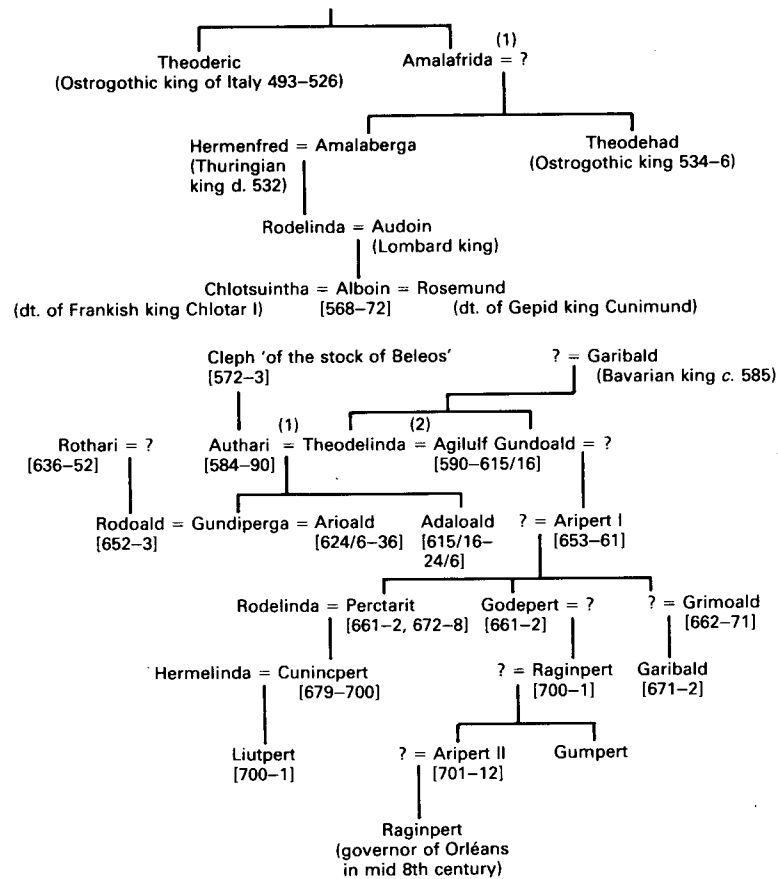 (1)
Theoderic Amalafrida = ?
(Ostrogothic king of Italy 493–526)
Hermenfred = Amalaberga Theodehad
(Thuringian (Ostrogothic king 534–6)
king d. 532)
Rodelinda = Audoin
(Lombard king)
Chlotsuintha = Alboin = Rosemund
(dt. of Frankish king Chlotar I) [568–72] (dt. of Gepid king Cunimund)
Cleph 'of the stock of Beleos' ? = Garibald
[572–3] (Bavarian king c. 585)
(1) (2)
Rothari = ? Authari = Theodelinda = Agilulf Gundoald = ?
[636–52] [584–90] [590–615/16]
Rodoald = Gundiperga = Arioald Adaloald ? = Aripert I
[652–3] [624/6–36] [615/16– [653–61]
24/6]
Rodelinda = Perctarit Godepert = ? ? = Grimoald
[661–2, 672–8] [661–2] [662–71]
Hermelinda = Cunincpert ? = Raginpert Garibald
[679–700] [700–1] [671–2]
Liutpert ? = Aripert II Gumpert
[700–1] [701–12]
Raginpert
(governor of Orléans
in mid 8th century)